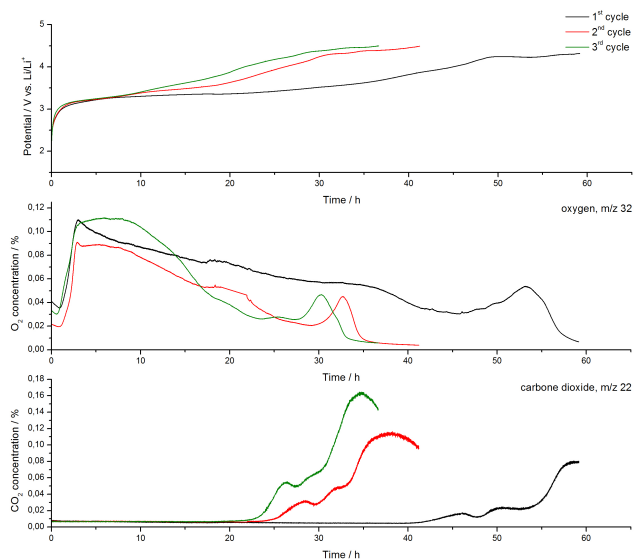 1st cycle
2nd cycle
3rd cycle
Potential / V vs. Li/Li+
5
4
3
2
0 10 20 30 40 50 60
Time / h
oxygen, m/z 32
O2 concentration / %
0,12
0,10
0,08
0,06
0,04
0,02
0,00
0 10 20 30 40 50 60
Time / h
carbone dioxide, m/z 22
CO2 concentration / %
0,18
0,16
0,14
0,12
0,10
0,08
0,06
0,04
0,02
0,00
0 10 20 30 40 50 60
Time / h